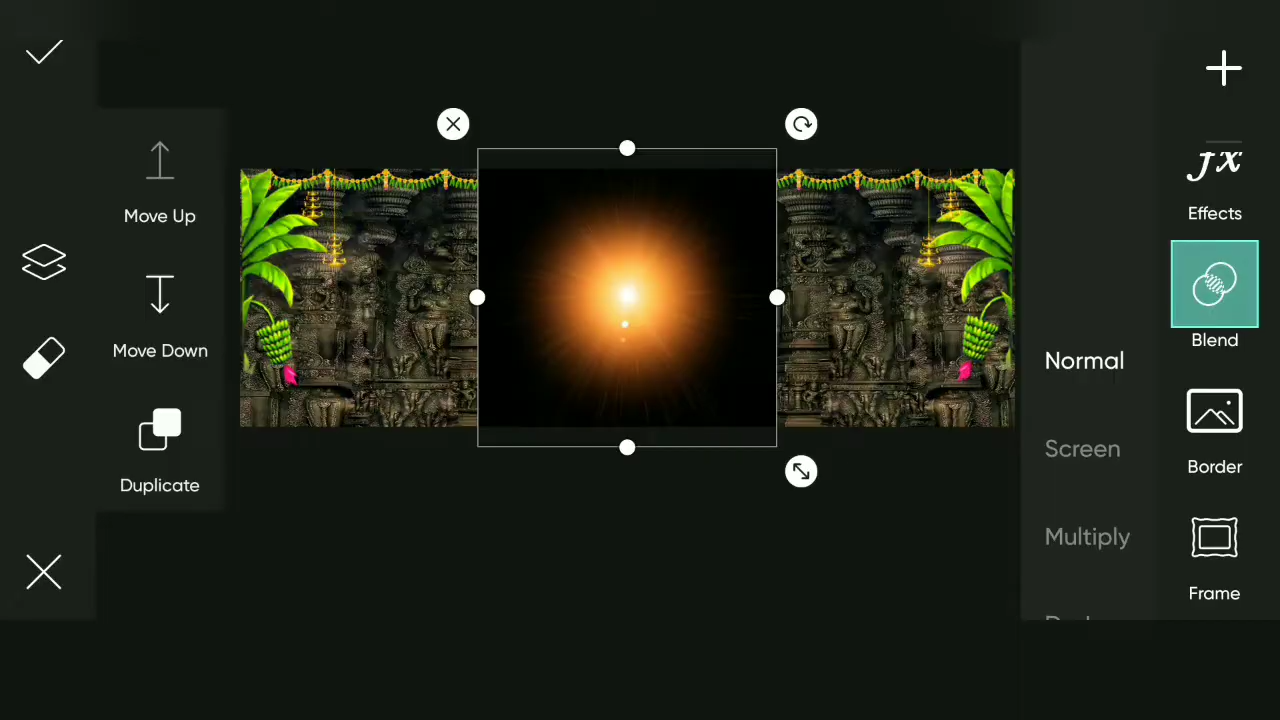 Move Up
Move Down
Duplicate
Normal
Screen
Multiply
Effects
Blend
Border
Frame